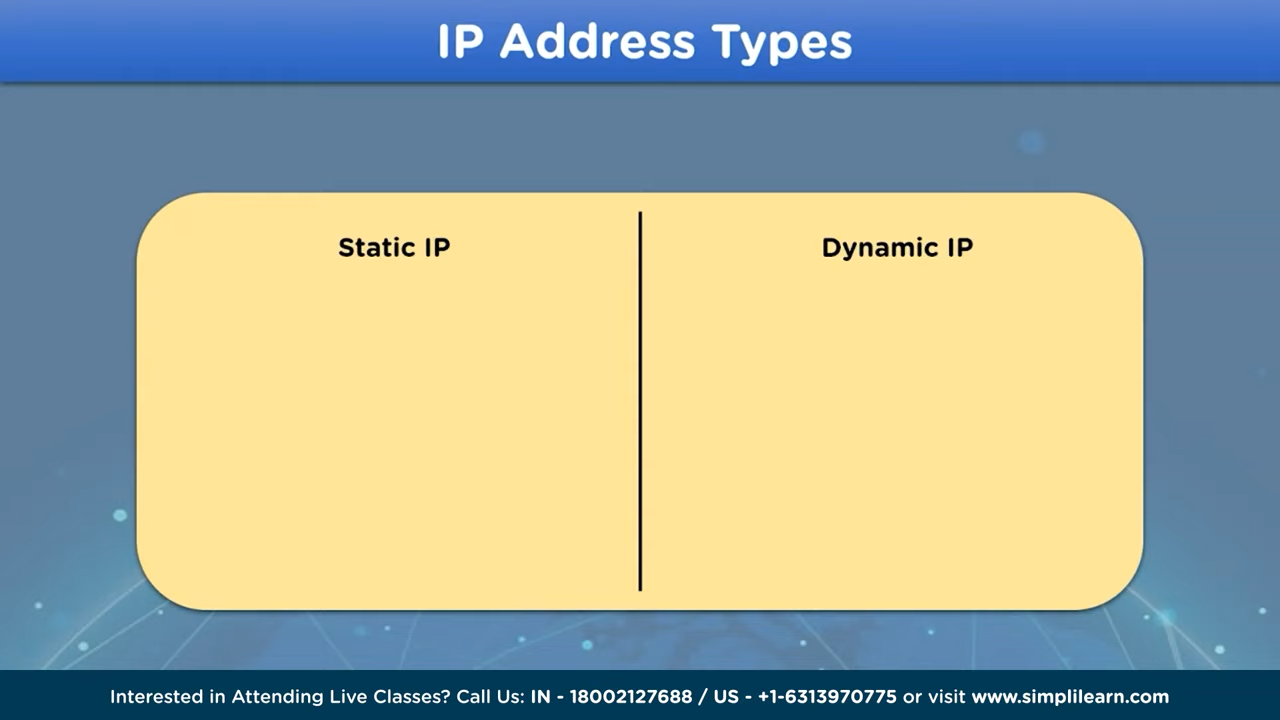 IP Address Types
Static IP
Dynamic IP
Interested in Attending Live Classes? Call Us: IN - 18002127688 / US - +1-6313970775 or visit www.simplilearn.com